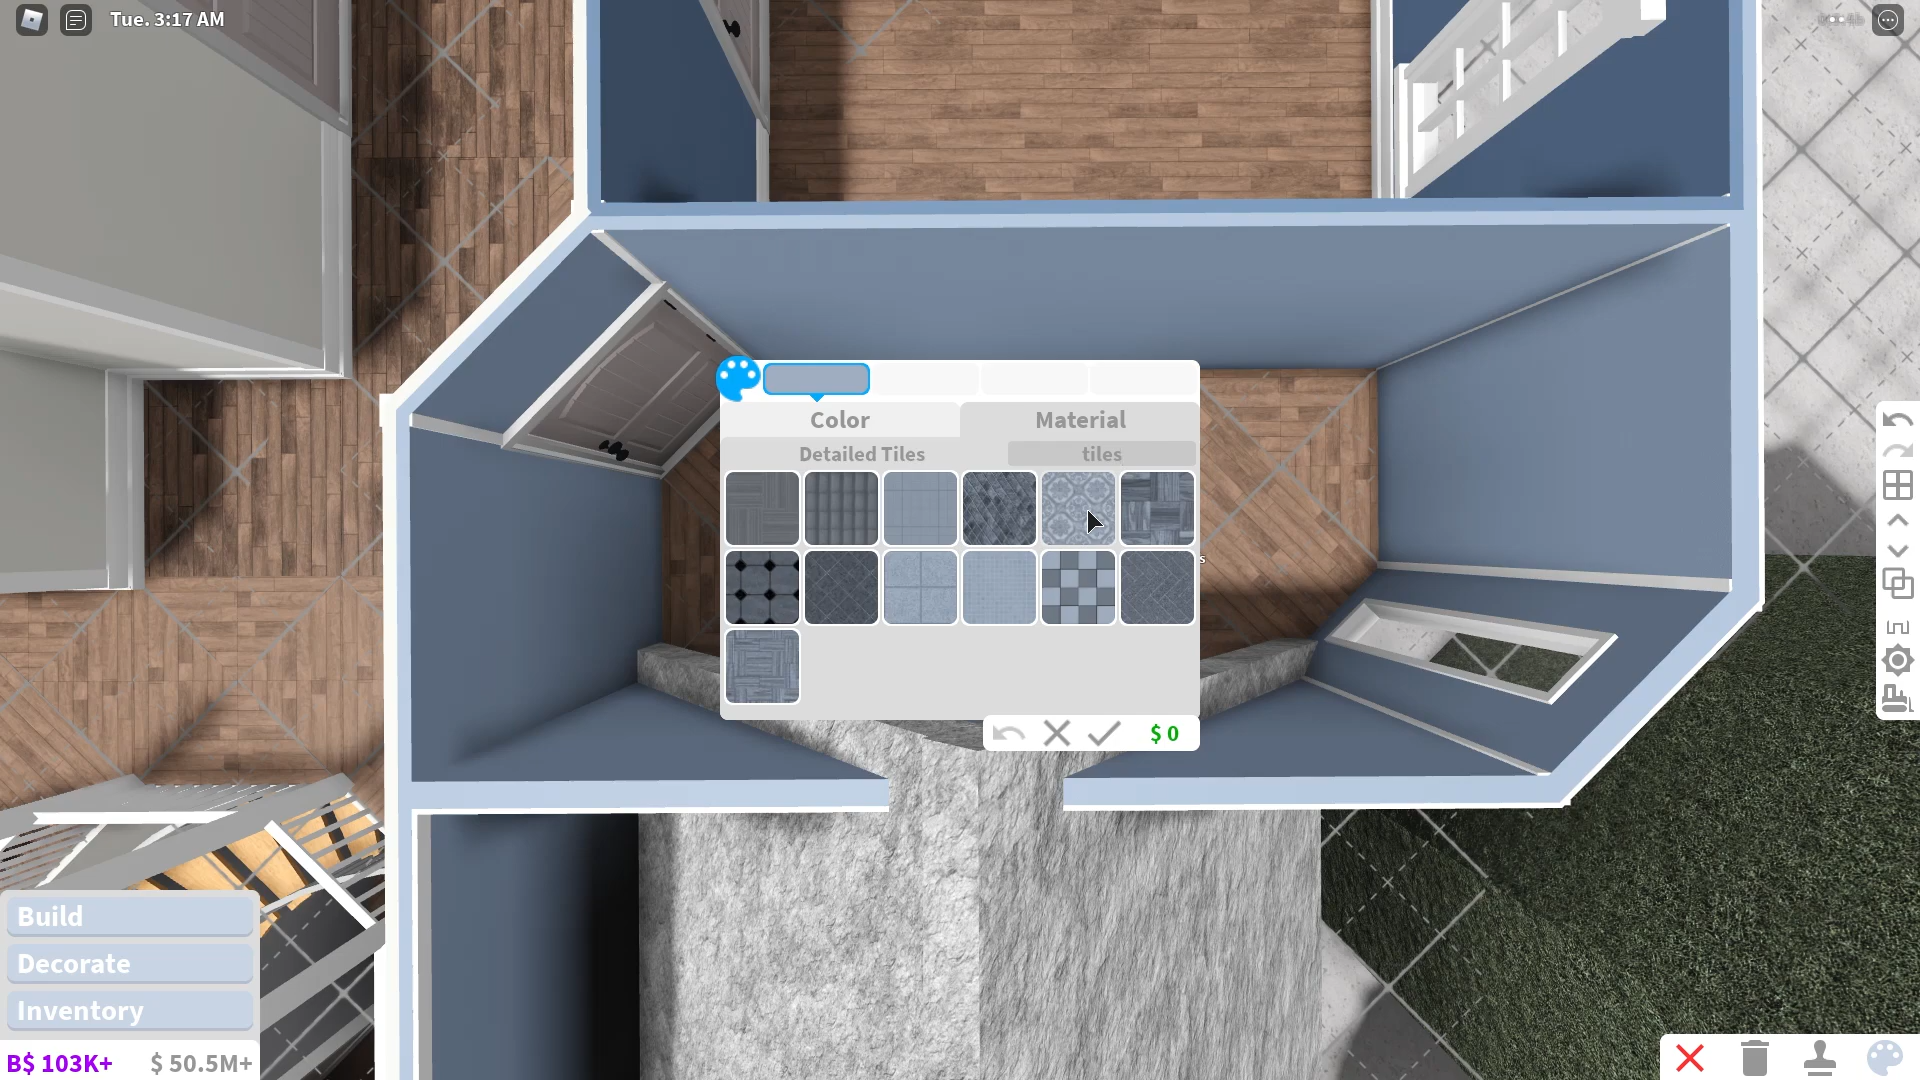 Tue. 3:17 AM
Color
Material
Detailed Tiles
tiles
$ 0
Build
Decorate
Inventory
B$ 103K+
$ 50.5M+